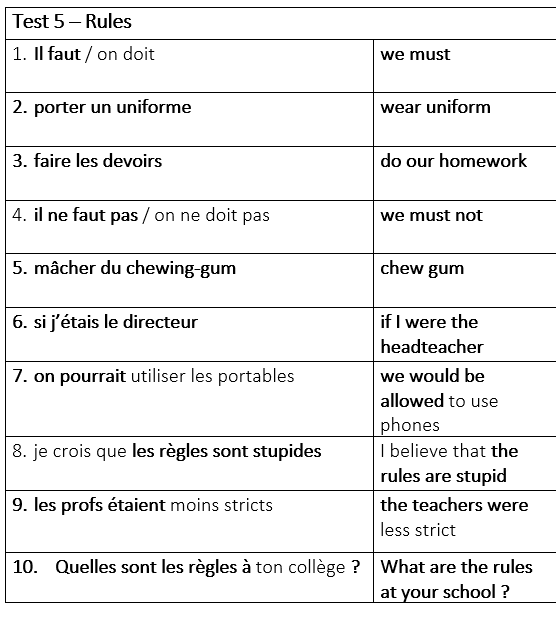 Test 5 – Rules
1. Il faut / on doit
we must
2. porter un uniforme
wear uniform
3. faire les devoirs
do our homework
4. il ne faut pas / on ne doit pas
we must not
5. mâcher du chewing-gum
chew gum
6. si j’étais le directeur
if I were the
headteacher
7. on pourrait utiliser les portables
we would be
allowed to use
phones
8. je crois que les règles sont stupides
I believe that the
rules are stupid
9. les profs étaient moins stricts
the teachers were
less strict
10. Quelles sont les règles à ton collège ?
What are the rules
at your school ?